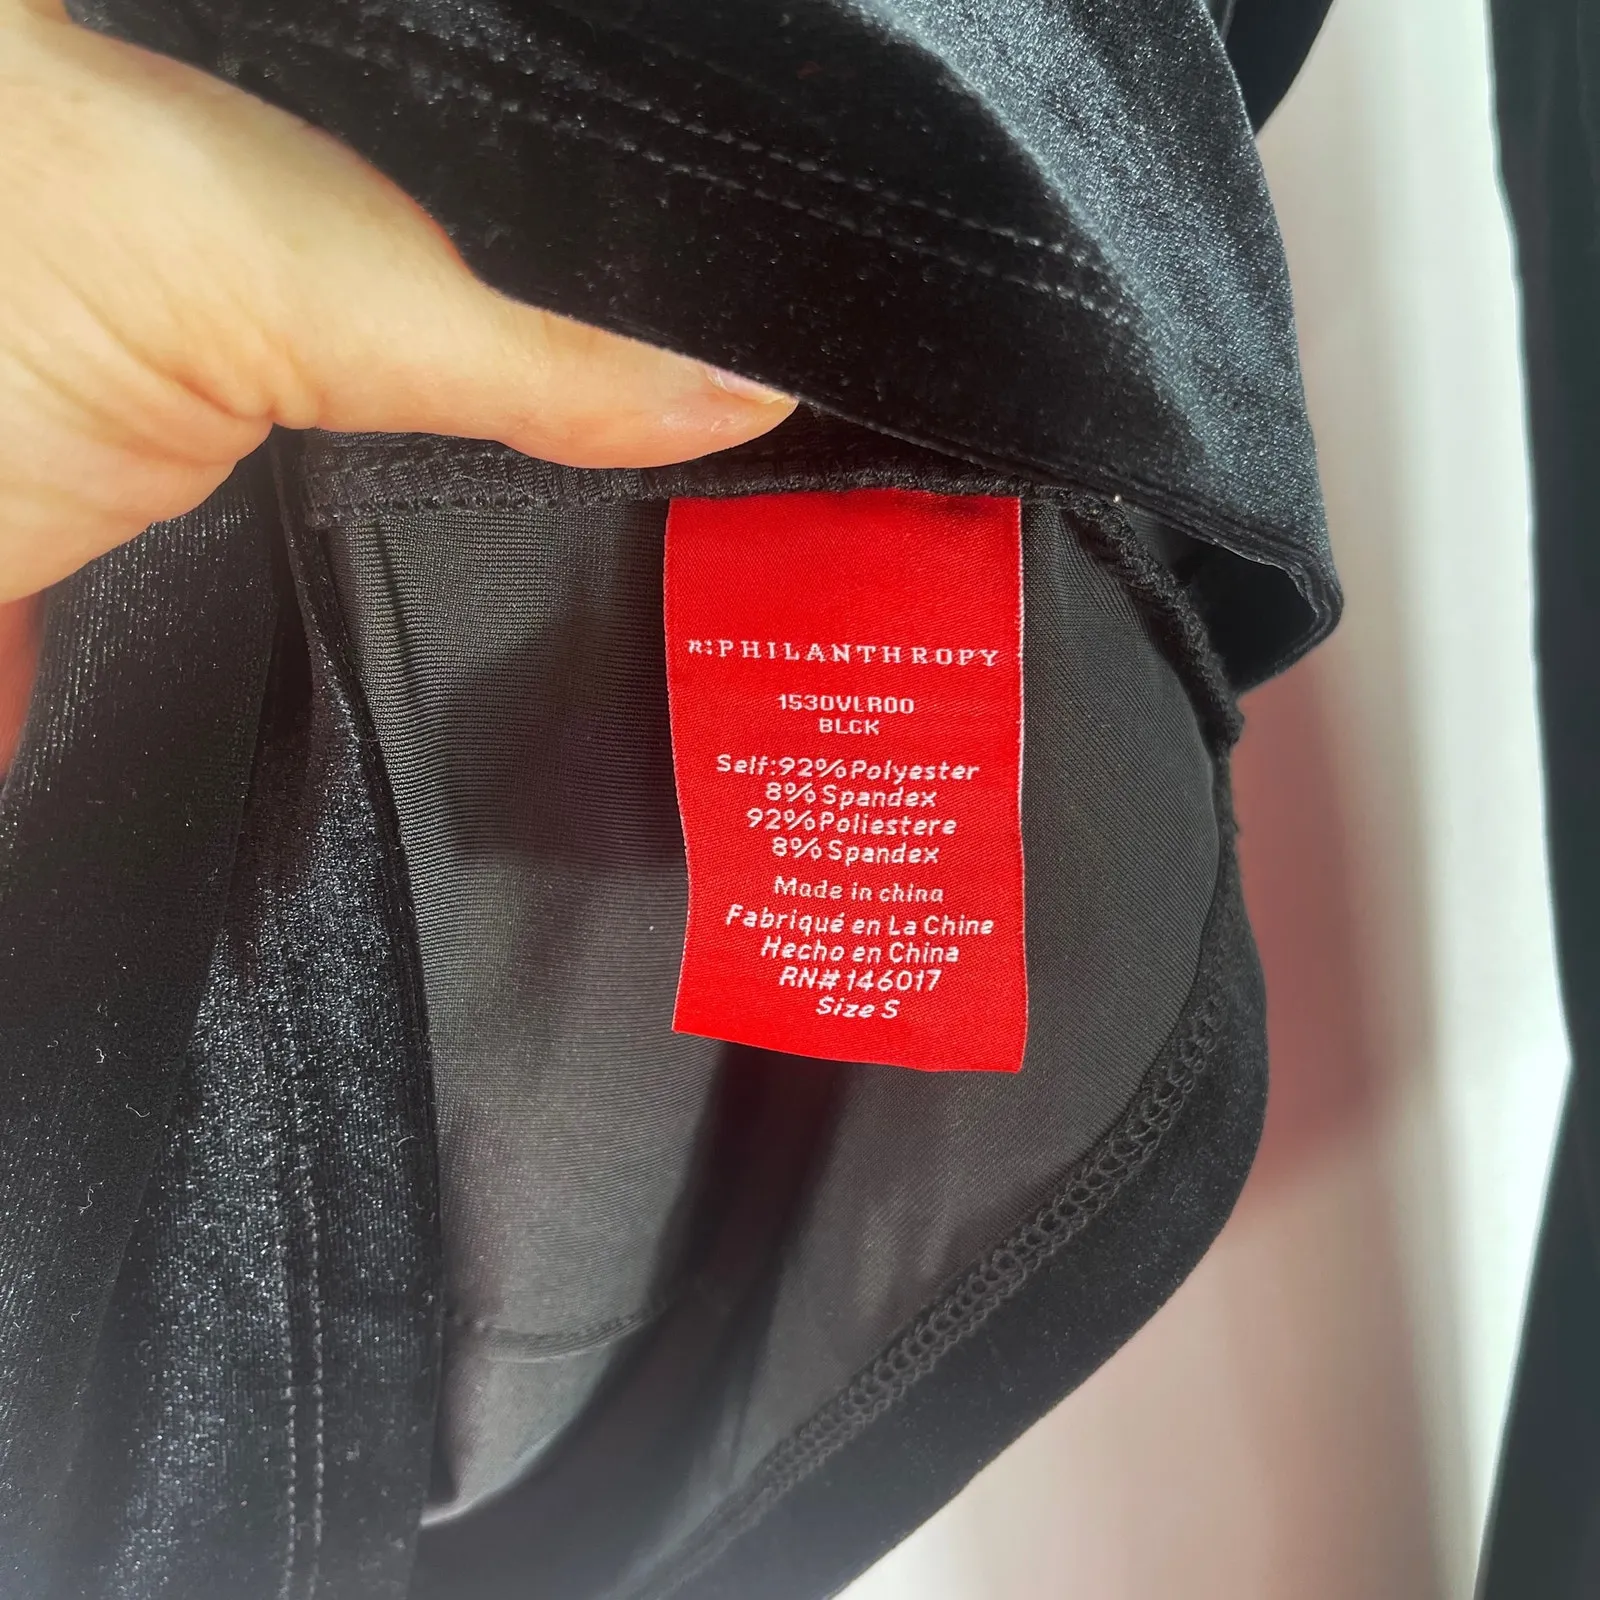 n:PHILANTHROPY
1530VLR00
BLCK
Self:92%Polyester
8%Spandex
92%Poliestere
8%Spandex
Made in china
Fabriqué en La Chine
Hecho en China
RN# 146017
Size S